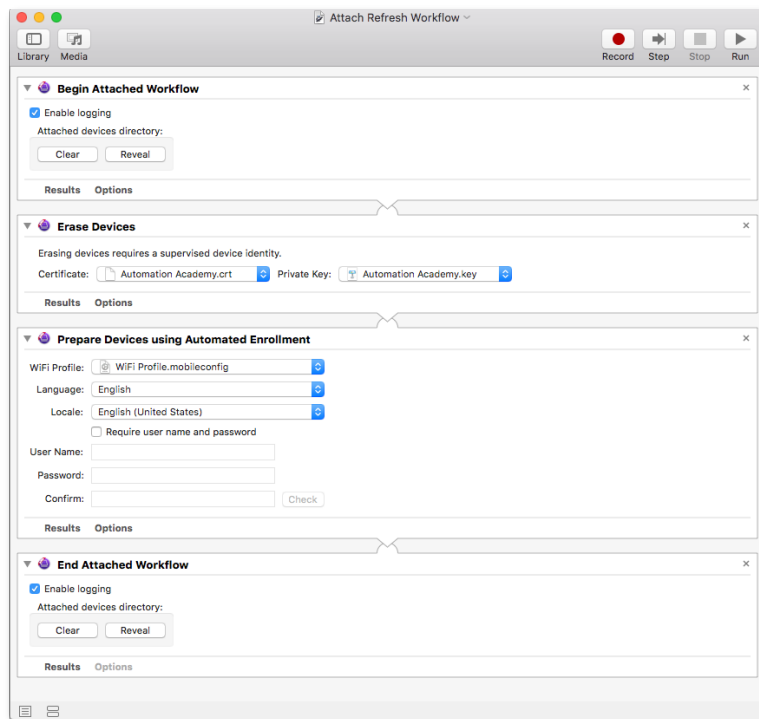 Attach Refresh Workflow
Library Media Record Step Stop Run
Begin Attached Workflow
Enable logging
Attached devices directory:
Clear Reveal
Results Options
Erase Devices
Erasing devices requires a supervised device identity.
Certificate: Automation Academy.crt Private Key: Automation Academy.key
Results Options
Prepare Devices using Automated Enrollment
WiFi Profile: WiFi Profile.mobileconfig
Language: English
Locale: English (United States)
Require user name and password
User Name:
Password:
Confirm: Check
Results Options
End Attached Workflow
Enable logging
Attached devices directory:
Clear Reveal
Results Options